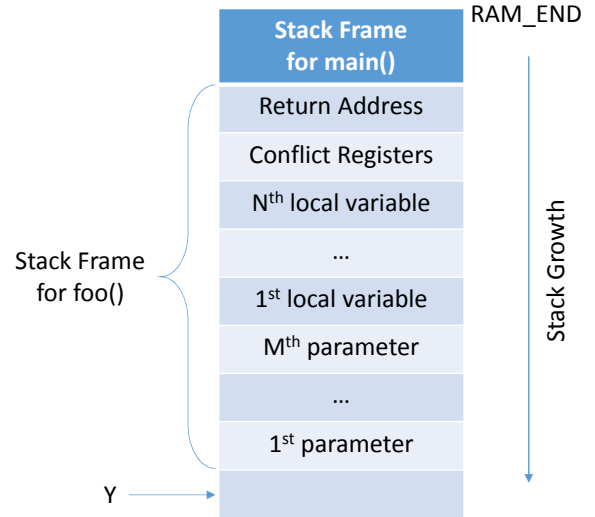 Stack Frame
for main()
RAM_END
Return Address
Conflict Registers
Nth local variable
...
Stack Frame
for foo()
1st local variable
Mth parameter
...
1st parameter
Y
Stack Growth